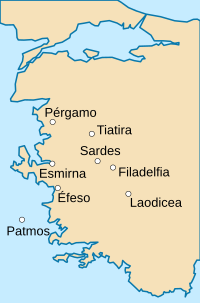 Pérgamo
Tiatira
Sardes
Esmirna
Filadelfia
Éfeso
Laodicea
Patmos